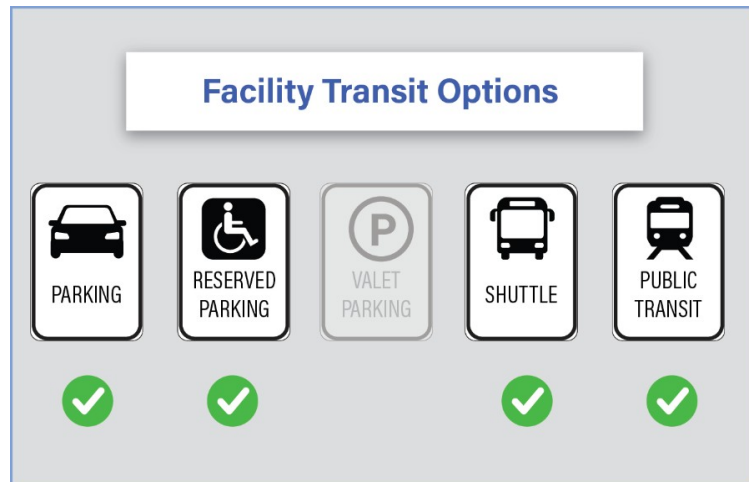 Facility Transit Options
PARKING
RESERVED
PARKING
P
VALET
PARKING
SHUTTLE
PUBLIC
TRANSIT